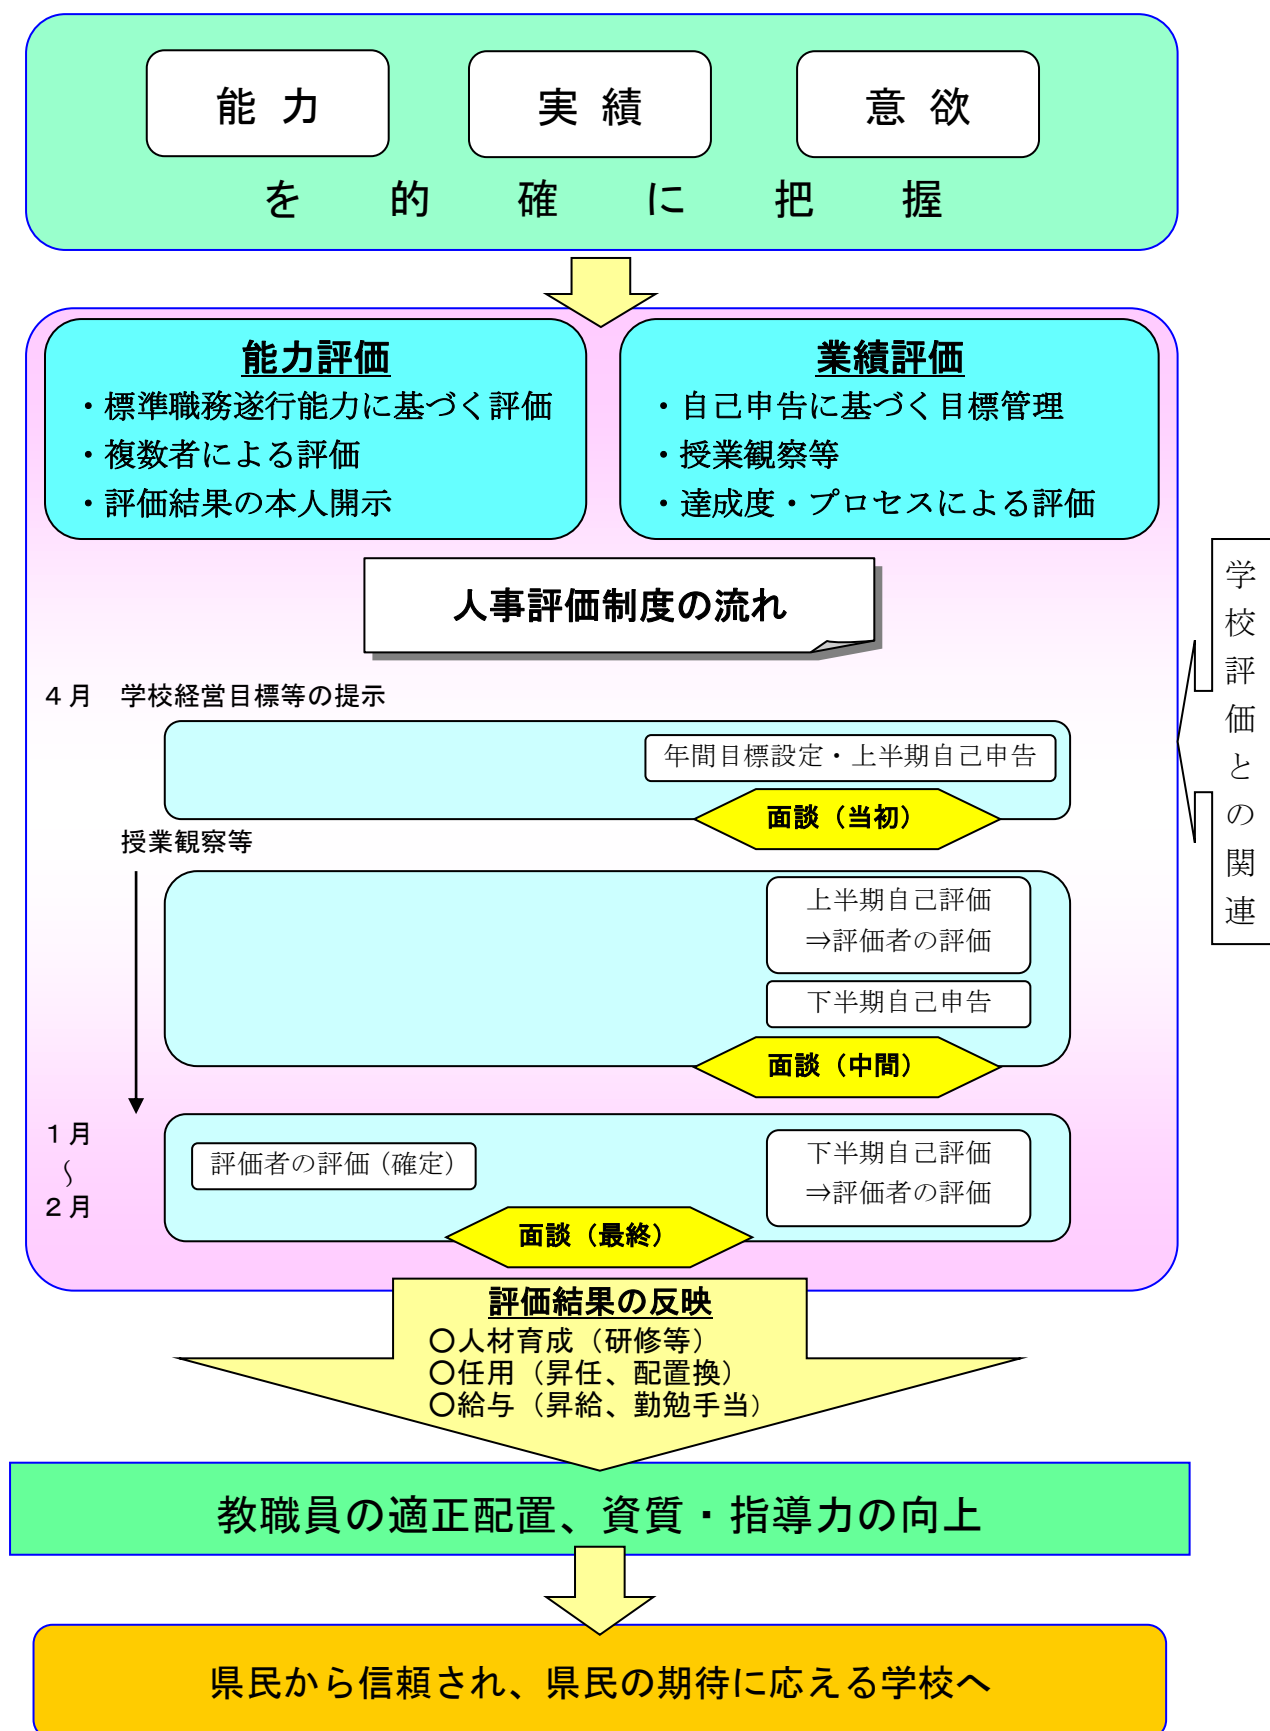 能力
実績
意欲
を的確に把握
能力評価
・標準職務遂行能力に基づく評価
・複数者による評価
・評価結果の本人開示
業績評価
・自己申告に基づく目標管理
・授業観察等
・達成度・プロセスによる評価
人事評価制度の流れ
学校評価との関連
４月　学校経営目標等の提示
年間目標設定・上半期自己申告
面談（当初）
授業観察等
上半期自己評価
⇒評価者の評価
下半期自己申告
面談（中間）
１月
～
２月
評価者の評価（確定）
下半期自己評価
⇒評価者の評価
面談（最終）
評価結果の反映
○人材育成（研修等）
○任用（昇任、配置換）
○給与（昇給、勤勉手当）
教職員の適正配置、資質・指導力の向上
県民から信頼され、県民の期待に応える学校へ